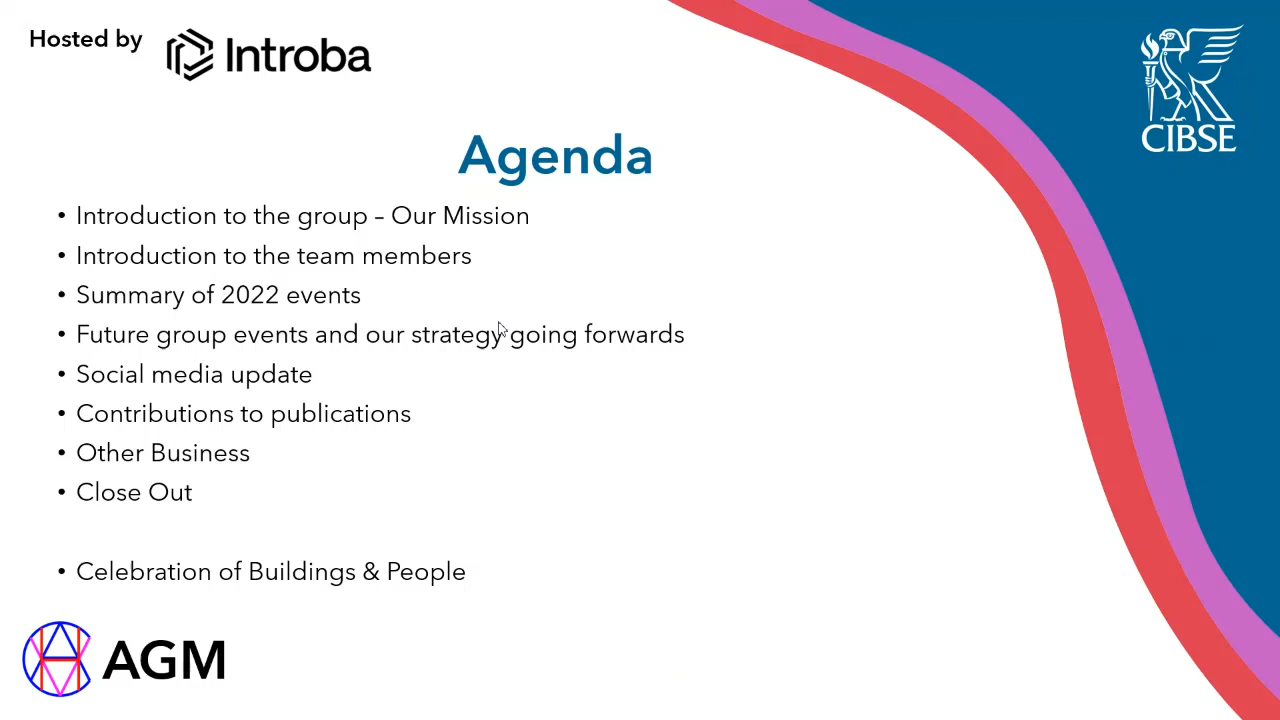 Hosted by
Introba
CIBSE
Agenda
• Introduction to the group – Our Mission
• Introduction to the team members
• Summary of 2022 events
• Future group events and our strategy going forwards
• Social media update
• Contributions to publications
• Other Business
• Close Out
• Celebration of Buildings & People
AGM